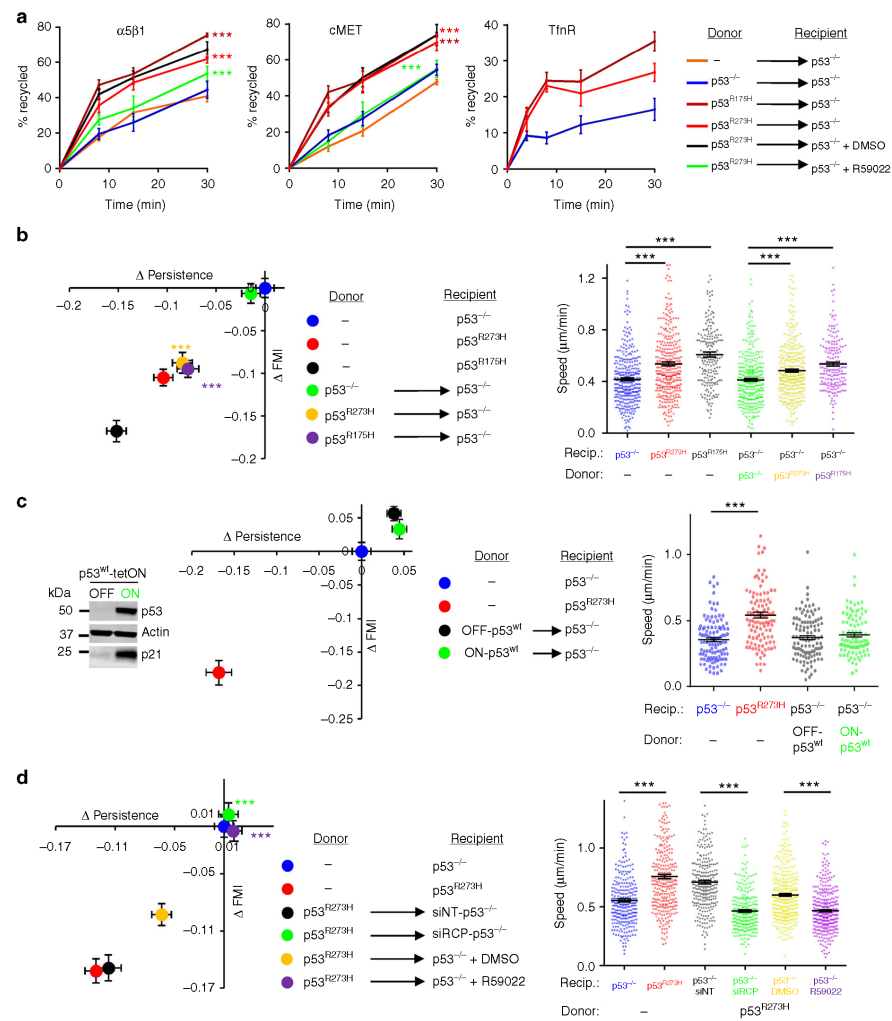 a
α5β1
cMET
TfnR
Donor
Recipient
% recycled
80
60
40
20
0
0
10
20
30
Time (min)
***
***
***
% recycled
80
60
40
20
0
0
10
20
30
Time (min)
***
***
***
% recycled
40
30
20
10
0
0
10
20
30
Time (min)
– p53–/–
p53–/– p53–/–
p53R175H p53–/–
p53R273H p53–/–
p53R273H p53–/– + DMSO
p53R273H p53–/– + R59022
b
Δ Persistence
–0.2
–0.15
–0.1
–0.05
0
–0.05
–0.1
–0.15
–0.2
Δ FMI
***
***
Donor
Recipient
– p53–/–
– p53R273H
– p53R175H
p53–/– p53–/–
p53R273H p53–/–
p53R175H p53–/–
Speed (μm/min)
1.2
0.8
0.4
0.0
***
***
***
***
Recip.: p53–/– p53R273H p53R175H p53–/– p53–/– p53–/–
Donor: – – – p53–/– p53R273H p53R175H
c
p53wt-tetON
kDa OFF ON
50 p53
37 Actin
25 p21
Δ Persistence
–0.2
–0.15
–0.1
–0.05
0
0.05
0.05
0
–0.05
–0.1
–0.15
–0.2
–0.25
Δ FMI
Donor
Recipient
– p53–/–
– p53R273H
OFF-p53wt p53–/–
ON-p53wt p53–/–
Speed (μm/min)
1.0
0.5
0.0
***
Recip.: p53–/– p53R273H p53–/– p53–/–
Donor: – – OFF-p53wt ON-p53wt
d
Δ Persistence
–0.17
–0.11
–0.05
0.01
0.01
–0.05
–0.11
–0.17
Δ FMI
***
***
Donor
Recipient
– p53–/–
– p53R273H
p53R273H siNT-p53–/–
p53R273H siRCP-p53–/–
p53R273H p53–/– + DMSO
p53R273H p53–/– + R59022
Speed (μm/min)
1.0
0.5
0.0
***
***
***
Recip.: p53–/– p53R273H p53–/– siNT p53–/– siRCP p53–/– DMSO p53–/– R59022
Donor: – p53R273H